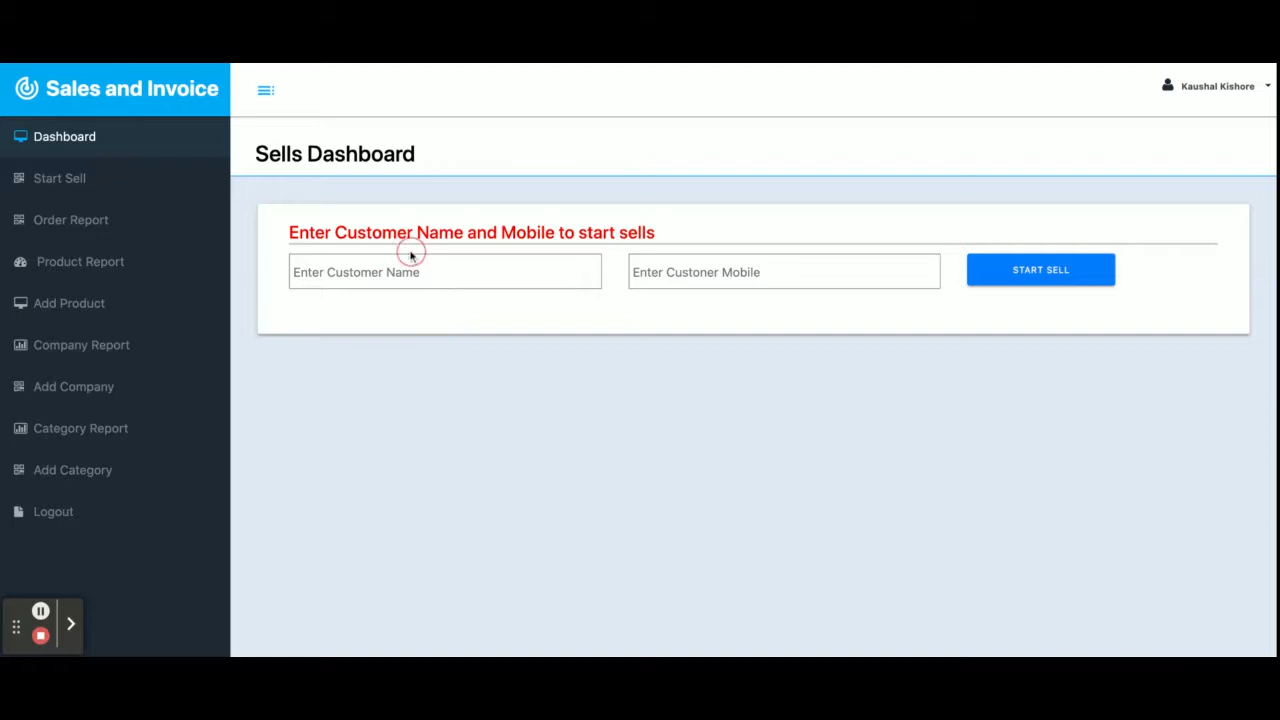 Sales and Invoice
Kaushal Kishore
Dashboard
Sells Dashboard
Start Sell
Order Report
Product Report
Add Product
Company Report
Add Company
Category Report
Add Category
Logout
Enter Customer Name and Mobile to start sells
Enter Customer Name
Enter Custoner Mobile
START SELL